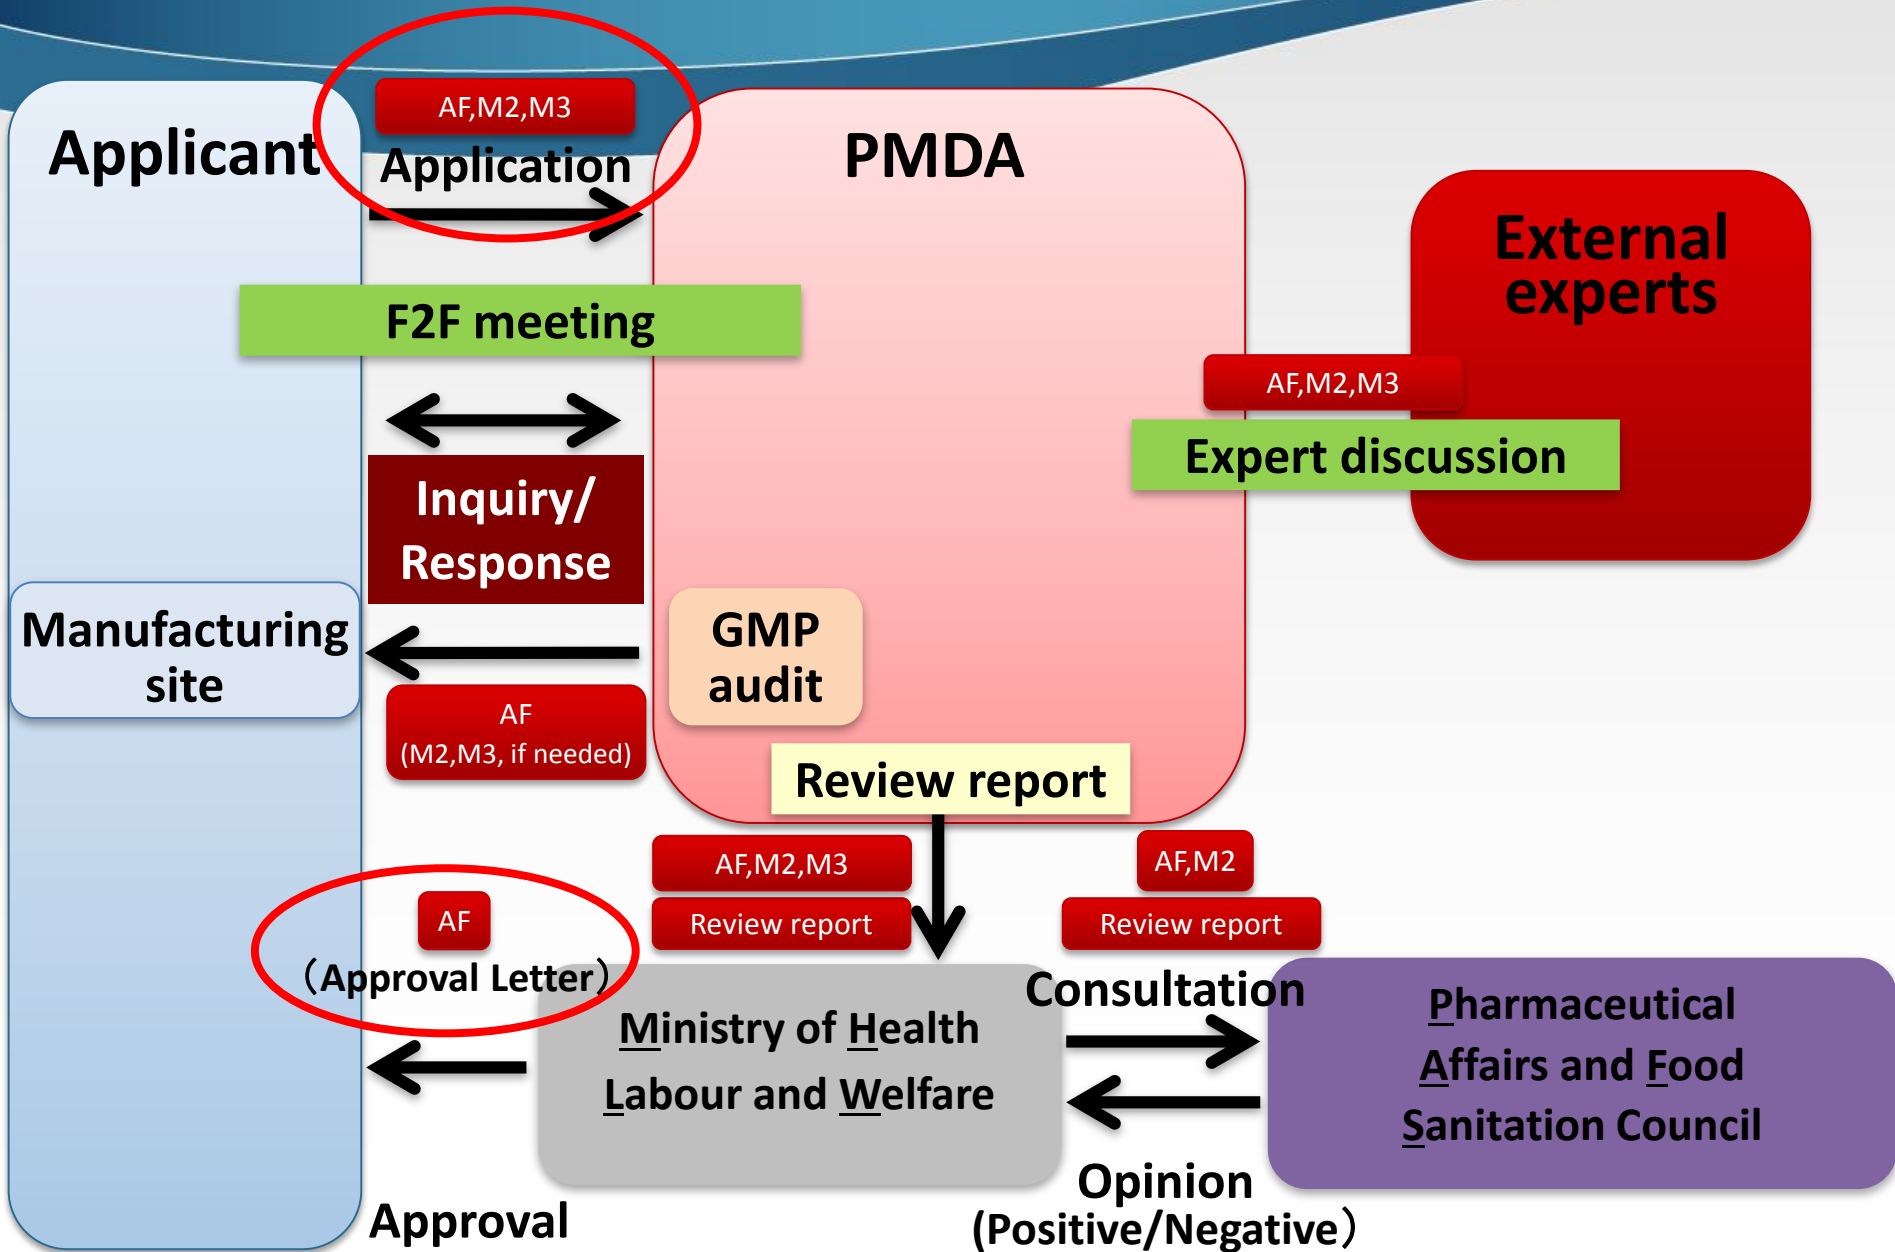 AF,M2,M3
Applicant
Application
PMDA
External
experts
F2F meeting
AF,M2,M3
Expert discussion
Inquiry/
Response
Manufacturing
site
GMP
audit
AF
(M2,M3, if needed)
Review report
AF,M2,M3
Review report
AF,M2
Review report
AF
（Approval Letter）
Consultation
Ministry of Health
Labour and Welfare
Pharmaceutical
Affairs and Food
Sanitation Council
Approval
Opinion
(Positive/Negative）